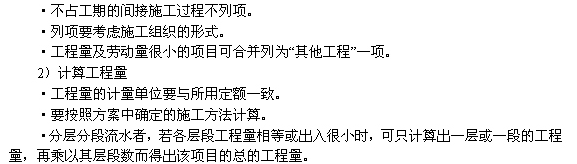 ·不占工期的间接施工过程不列项。
·列项要考虑施工组织的形式。
·工程量及劳动量很小的项目可合并列为“其他工程”一项。
2）计算工程量
·工程量的计量单位要与所用定额一致。
·要按照方案中确定的施工方法计算。
·分层分段流水者，若各层段工程量相等或出入很小时，可只计算出一层或一段的工程
量，再乘以其层段数而得出该项目的总的工程量。